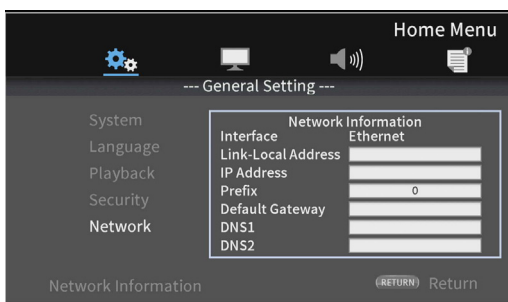 Home Menu
--- General Setting ---
System
Language
Playback
Security
Network
Network Information
Interface Ethernet
Link-Local Address
IP Address
Prefix 0
Default Gateway
DNS1
DNS2
Network Information
RETURN Return